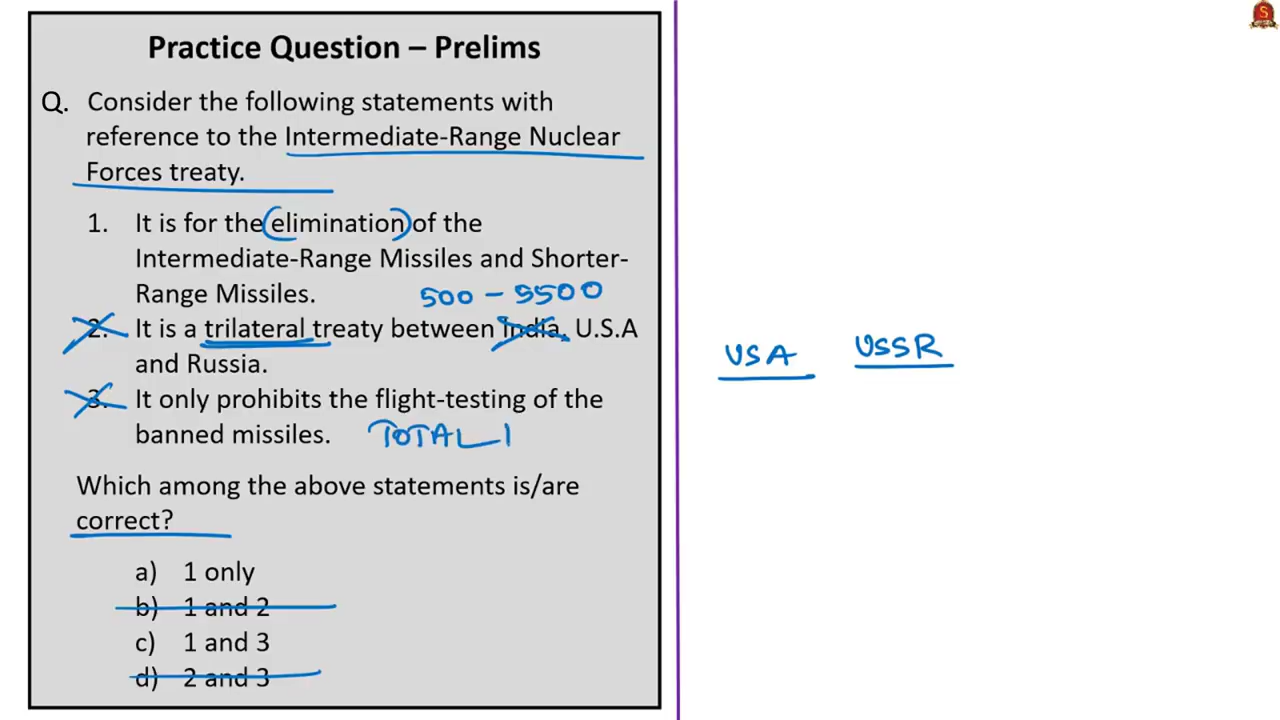 Practice Question – Prelims
Q. Consider the following statements with
reference to the Intermediate-Range Nuclear
Forces treaty.
1. It is for the elimination of the
Intermediate-Range Missiles and Shorter-
Range Missiles.
500 – 5500
2. It is a trilateral treaty between India, U.S.A
and Russia.
USA USSR
3. It only prohibits the flight-testing of the
banned missiles. TOTAL
Which among the above statements is/are
correct?
a) 1 only
b) 1 and 2
c) 1 and 3
d) 2 and 3